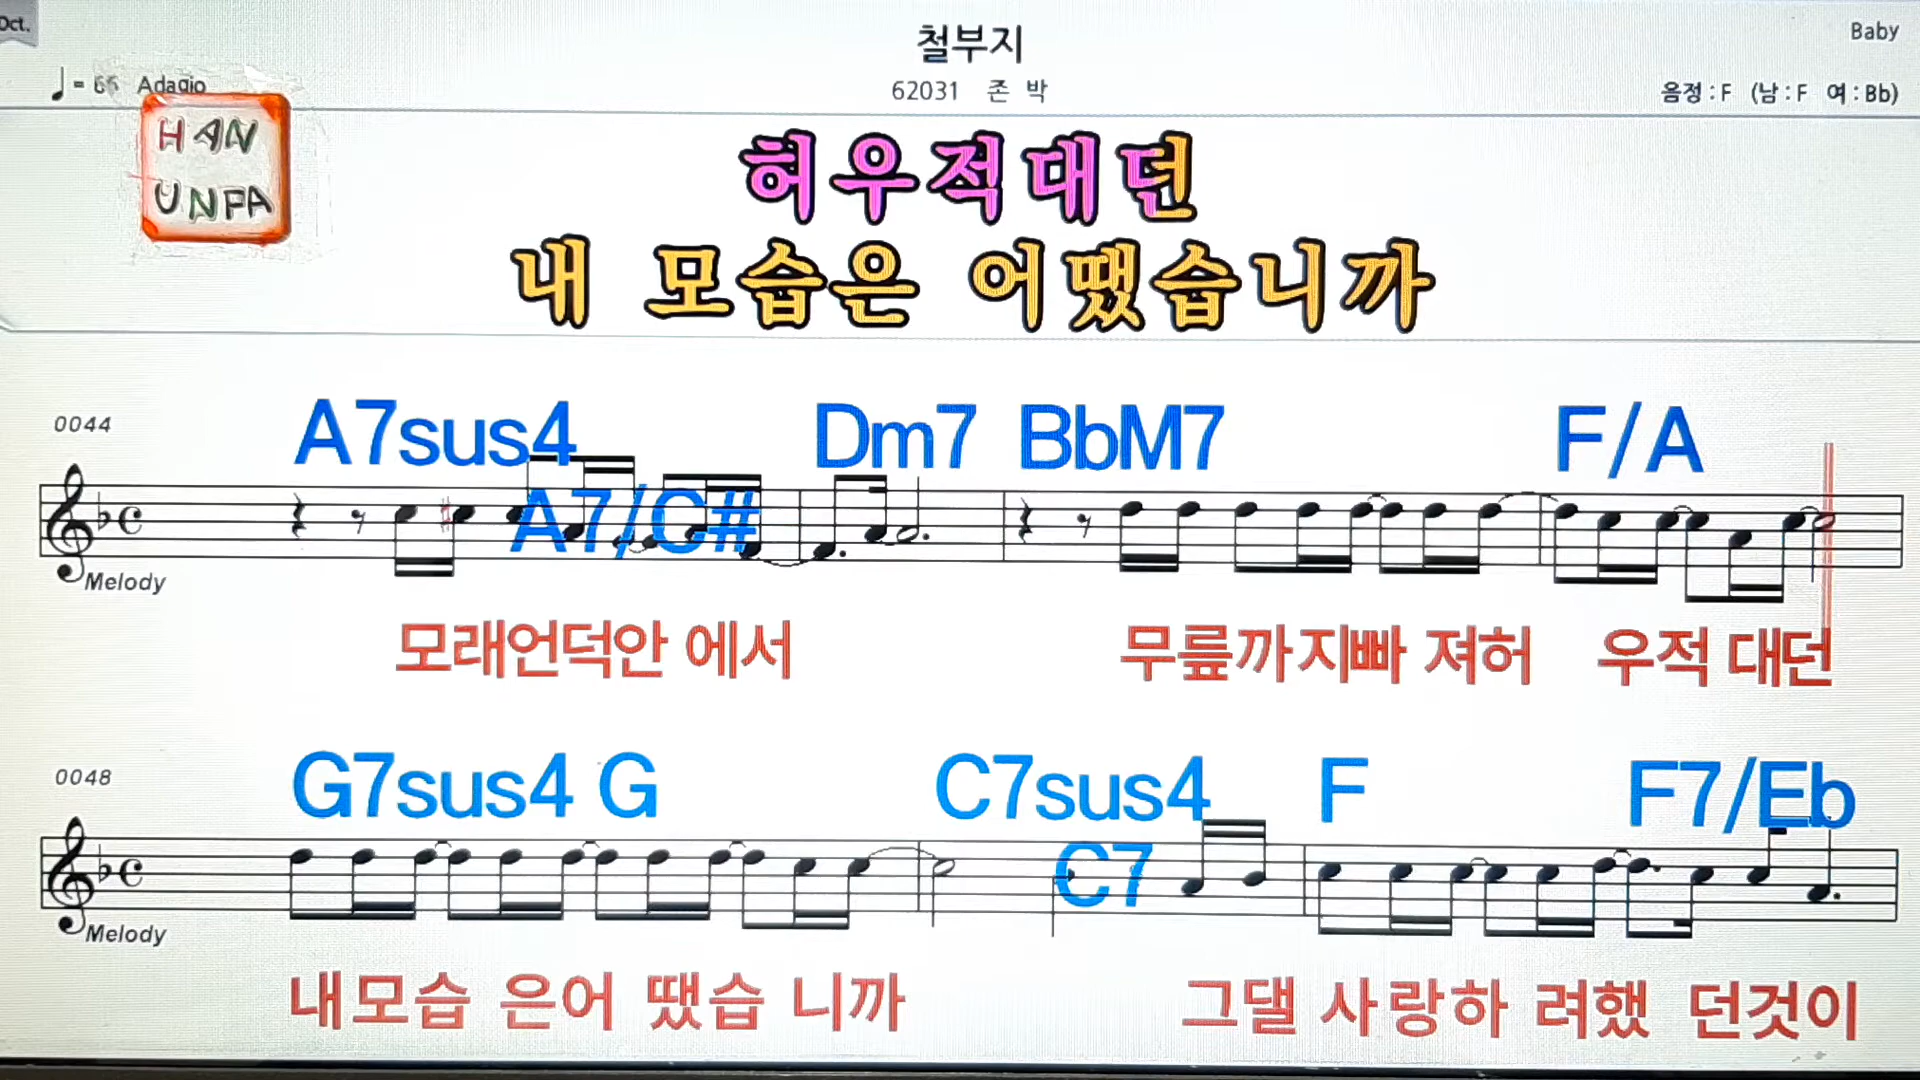 Oct.
철부지
Baby
♩ = 66 Adagio
62031 존 박
음정 : F (남 : F 여 : Bb)
HAN
UNPA
허우적대던
내 모습은 어땠습니까
0044
A7sus4 Dm7 BbM7 F/A
A7/C#
Melody
모래언덕안 에서 무릎까지빠 져허 우적 대던
0048
G7sus4 G C7sus4 F F7/Eb
C7
Melody
내모습 은어 땠습 니까 그댈 사랑하 려했 던것이